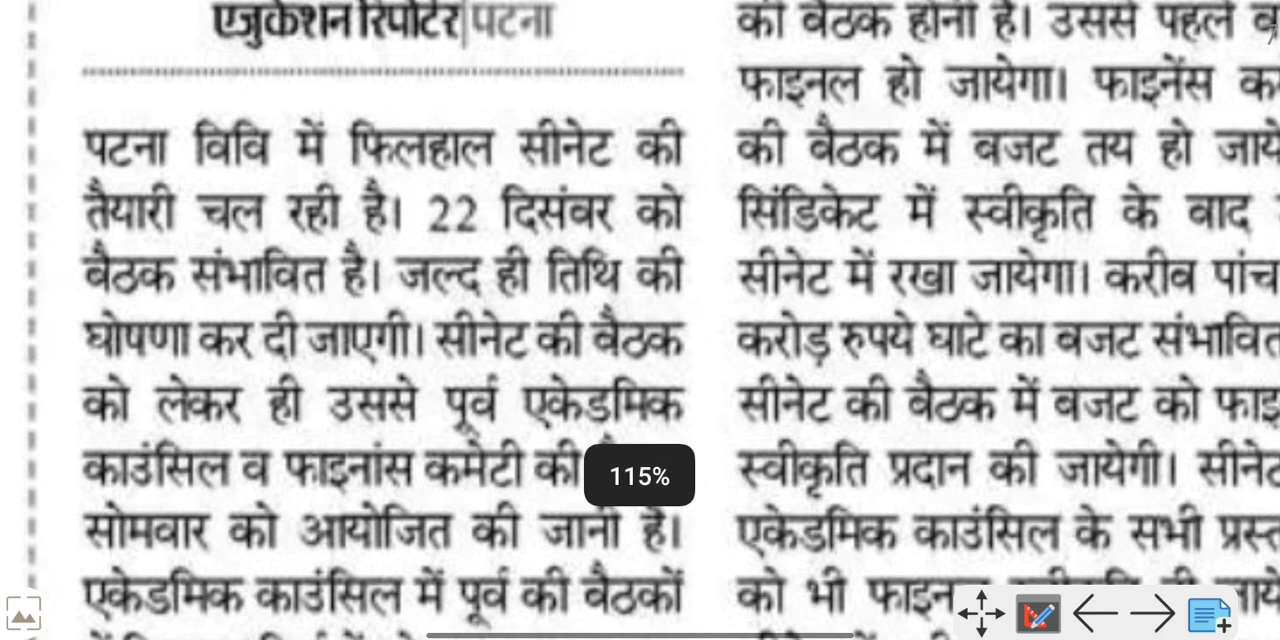 एजुकेशन रिपोर्टर|पटना
पटना विवि में फिलहाल सीनेट की
तैयारी चल रही है। 22 दिसंबर को
बैठक संभावित है। जल्द ही तिथि की
घोषणा कर दी जाएगी। सीनेट की बैठक
को लेकर ही उससे पूर्व एकेडमिक
काउंसिल व फाइनांस कमेटी की
सोमवार को आयोजित की जानी है।
एकेडमिक काउंसिल में पूर्व की बैठकों
की बैठक होनी है। उससे पहले
फाइनल हो जायेगा। फाइनेंस
की बैठक में बजट तय हो
सिंडिकेट में स्वीकृति के बाद
सीनेट में रखा जायेगा। करीब पांच
करोड़ रुपये घाटे का बजट संभावित
सीनेट की बैठक में बजट को
स्वीकृति प्रदान की जायेगी। सीनेट
एकेडमिक काउंसिल के सभी
को भी
115%